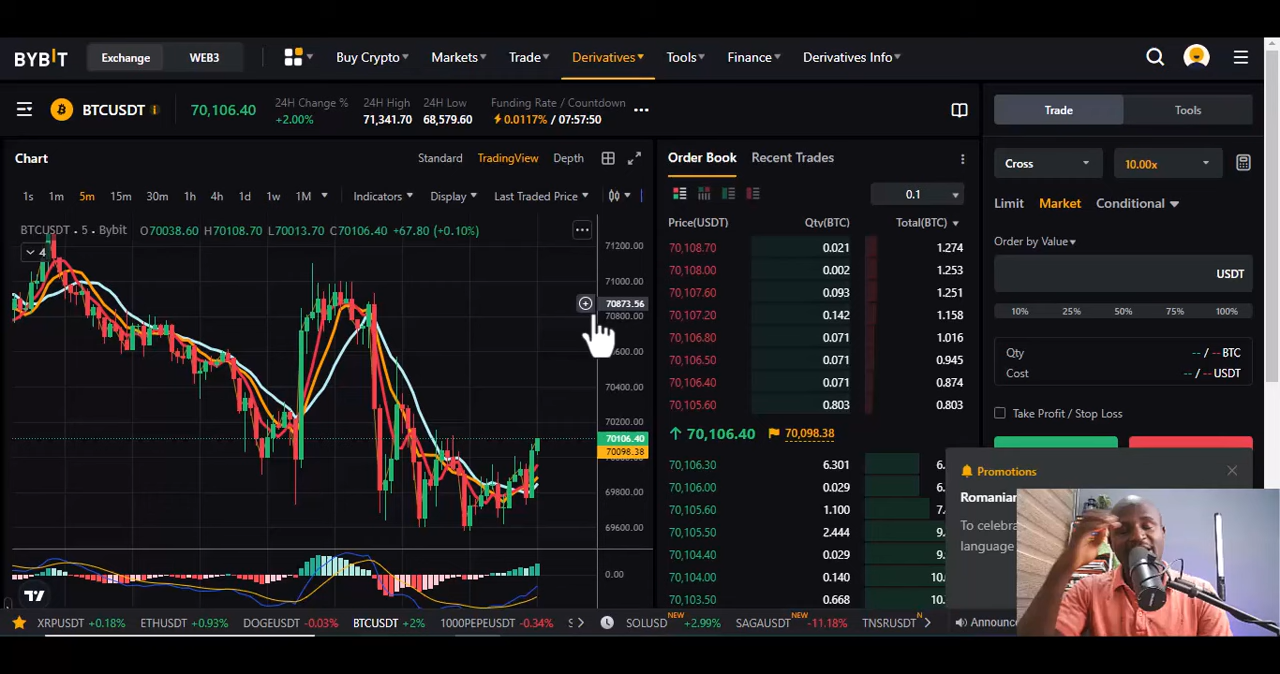 BYBIT Exchange WEB3 Buy Crypto Markets Trade Derivatives Tools Finance Derivatives Info
BTCUSDT 70,106.40
24H Change %
+2.00%
24H High
71,341.70
24H Low
68,579.60
Funding Rate / Countdown
0.0117% / 07:57:50
Trade Tools
Chart Standard TradingView Depth
1s 1m 5m 15m 30m 1h 4h 1d 1w 1M Indicators Display Last Traded Price
BTCUSDT · 5 · Bybit O70038.60 H70108.70 L70013.70 C70106.40 +67.80 (+0.10%)
4
71200.00
71000.00
70873.56
70800.00
70400.00
70200.00
70106.40
70098.38
69800.00
69600.00
0.00
Order Book Recent Trades
0.1
Price(USDT) Qty(BTC) Total(BTC)
70,108.70 0.021 1.274
70,108.00 0.002 1.253
70,107.60 0.093 1.251
70,107.20 0.142 1.158
70,106.80 0.071 1.016
70,106.50 0.071 0.945
70,106.40 0.071 0.874
70,105.60 0.803 0.803
70,106.40 70,098.38
70,106.30 6.301
70,106.00 0.029
70,105.60 1.100
70,105.50 2.444
70,104.40 0.029
70,104.00 0.140
70,103.50 0.668
Cross 10.00x
Limit Market Conditional
Order by Value
USDT
10% 25% 50% 75% 100%
Qty -- / -- BTC
Cost -- / -- USDT
Take Profit / Stop Loss
Promotions
Romanian
To celebra
language
XRPUSDT +0.18% ETHUSDT +0.93% DOGEUSDT -0.03% BTCUSDT +2% 1000PEPEUSDT -0.34% S NEW SOLUSD +2.99% NEW SAGAUSDT -11.18% NEW TNSRUSDT Announc